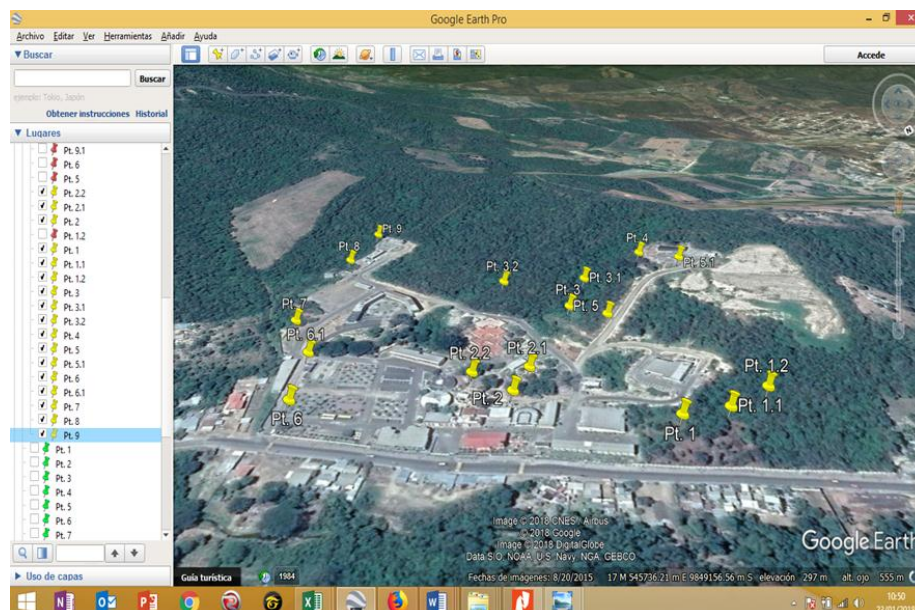 Google Earth Pro
Archivo Editar Ver Herramientas Añadir Ayuda
Buscar
Accede
Buscar
ejemplo: Tokio, Japón
Obtener instrucciones Historial
Lugares
Pt. 9.1
Pt. 6
Pt. 5
Pt. 2.2
Pt. 2.1
Pt. 2
Pt. 1.2
Pt. 1
Pt. 1.1
Pt. 1.2
Pt. 3
Pt. 3.1
Pt. 3.2
Pt. 4
Pt. 5
Pt. 5.1
Pt. 6
Pt. 6.1
Pt. 7
Pt. 8
Pt. 9
Pt. 1
Pt. 2
Pt. 3
Pt. 4
Pt. 5
Pt. 6
Pt. 7
Uso de capas
Pt. 9
Pt. 8
Pt. 4
Pt. 5.1
Pt. 3.2
Pt. 3.1
Pt. 3
Pt. 5
Pt. 7
Pt. 6.1
Pt. 2.2
Pt. 2.1
Pt. 2
Pt. 6
Pt. 1.2
Pt. 1.1
Pt. 1
Image © 2018 CNES / Airbus
© 2018 Google
Image © 2018 DigitalGlobe
Data SIO, NOAA, U.S. Navy, NGA, GEBCO
Google Earth
Guía turística
1984
Fechas de imágenes: 8/20/2015 17 M 545736.21 m E 9849156.56 m S elevación 297 m alt. ojo 555 m
10:50